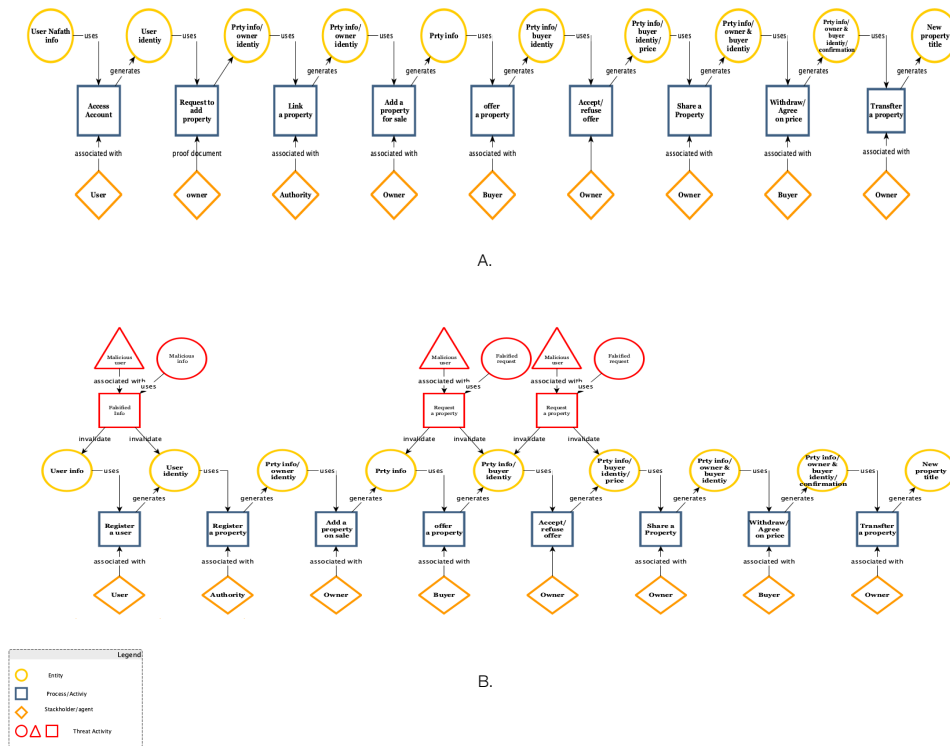 User Nafath
info
uses
User
identiy
uses
Prty info/
owner
identiy
uses
Prty info/
owner
identiy
uses
Prty info
uses
Prty info/
buyer
identiy
uses
Prty info/
buyer
identiy/
price
uses
Prty info/
owner &
buyer
identiy
uses
Prty info/
owner &
buyer
identiy/
confirmation
uses
New
property
title
generates
generates
generates
generates
generates
generates
generates
generates
Access
Account
Request to
add
property
Link
a property
Add a
property
for sale
offer
a property
Accept/
refuse
offer
Share a
Property
Withdraw/
Agree
on price
Transfter
a property
associated with
proof document
associated with
associated with
associated with
associated with
associated with
associated with
User
owner
Authority
Owner
Buyer
Owner
Owner
Buyer
Owner
A.
Malicious
user
Malicious
info
Malicious
user
Falsified
request
Malicious
user
Falsified
request
associated with
uses
associated with
uses
associated with
Falsified
Info
Request
a property
Request
a property
invalidate
invalidate
invalidate
invalidate
invalidate
User info
uses
User
identiy
uses
Prty info/
owner
identiy
uses
Prty info
uses
Prty info/
buyer
identiy
uses
Prty info/
buyer
identiy/
price
uses
Prty info/
owner &
buyer
identiy
uses
Prty info/
owner &
buyer
identiy/
confirmation
uses
New
property
title
generates
generates
generates
generates
generates
generates
generates
generates
Register
a user
Register
a property
Add a
property
on sale
offer
a property
Accept/
refuse
offer
Share a
Property
Withdraw/
Agree
on price
Transfter
a property
associated with
associated with
associated with
associated with
associated with
associated with
associated with
User
Authority
Owner
Buyer
Owner
Owner
Buyer
Owner
B.
Legend
Entity
Process/Activiy
Stackholder/agent
Threat Activity